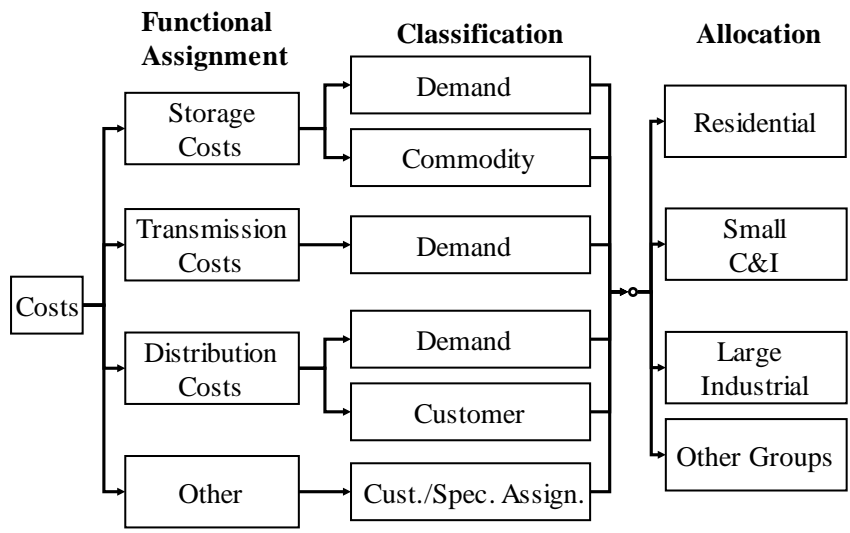 Functional
Assignment
Classification
Allocation
Costs
Storage
Costs
Transmission
Costs
Distribution
Costs
Other
Demand
Commodity
Demand
Demand
Customer
Cust./Spec. Assign.
Residential
Small
C&I
Large
Industrial
Other Groups